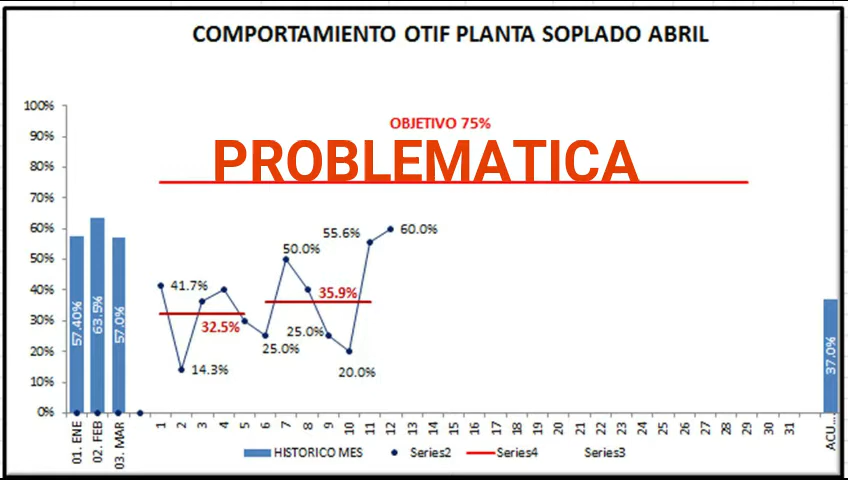 COMPORTAMIENTO OTIF PLANTA SOPLADO ABRIL
100%
90%
80%
70%
60%
50%
40%
30%
20%
10%
0%
OBJETIVO 75%
PROBLEMATICA
57.40%
63.5%
57.0%
41.7%
14.3%
32.5%
25.0%
50.0%
25.0%
35.9%
20.0%
55.6%
60.0%
37.0%
01. ENE
02. FEB
03. MAR
1 2 3 4 5 6 7 8 9 10 11 12 13 14 15 16 17 18 19 20 21 22 23 24 25 26 27 28 29 30 31
ACU...
HISTORICO MES Series2 Series4 Series3